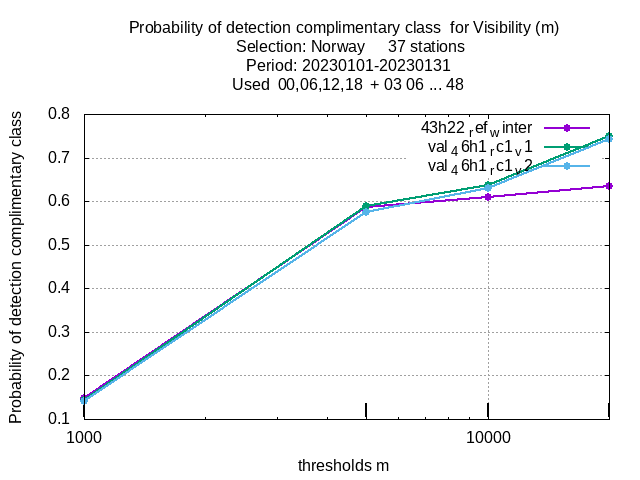 Probability of detection complimentary class  for Visibility (m)
Selection: Norway     37 stations
Period: 20230101-20230131
Used  00,06,12,18  + 03 06 ... 48
Probability of detection complimentary class
0.8
0.7
0.6
0.5
0.4
0.3
0.2
0.1
43h22_ref_winter
val_46h1_rc1_v1
val_46h1_rc1_v2
1000
10000
thresholds m